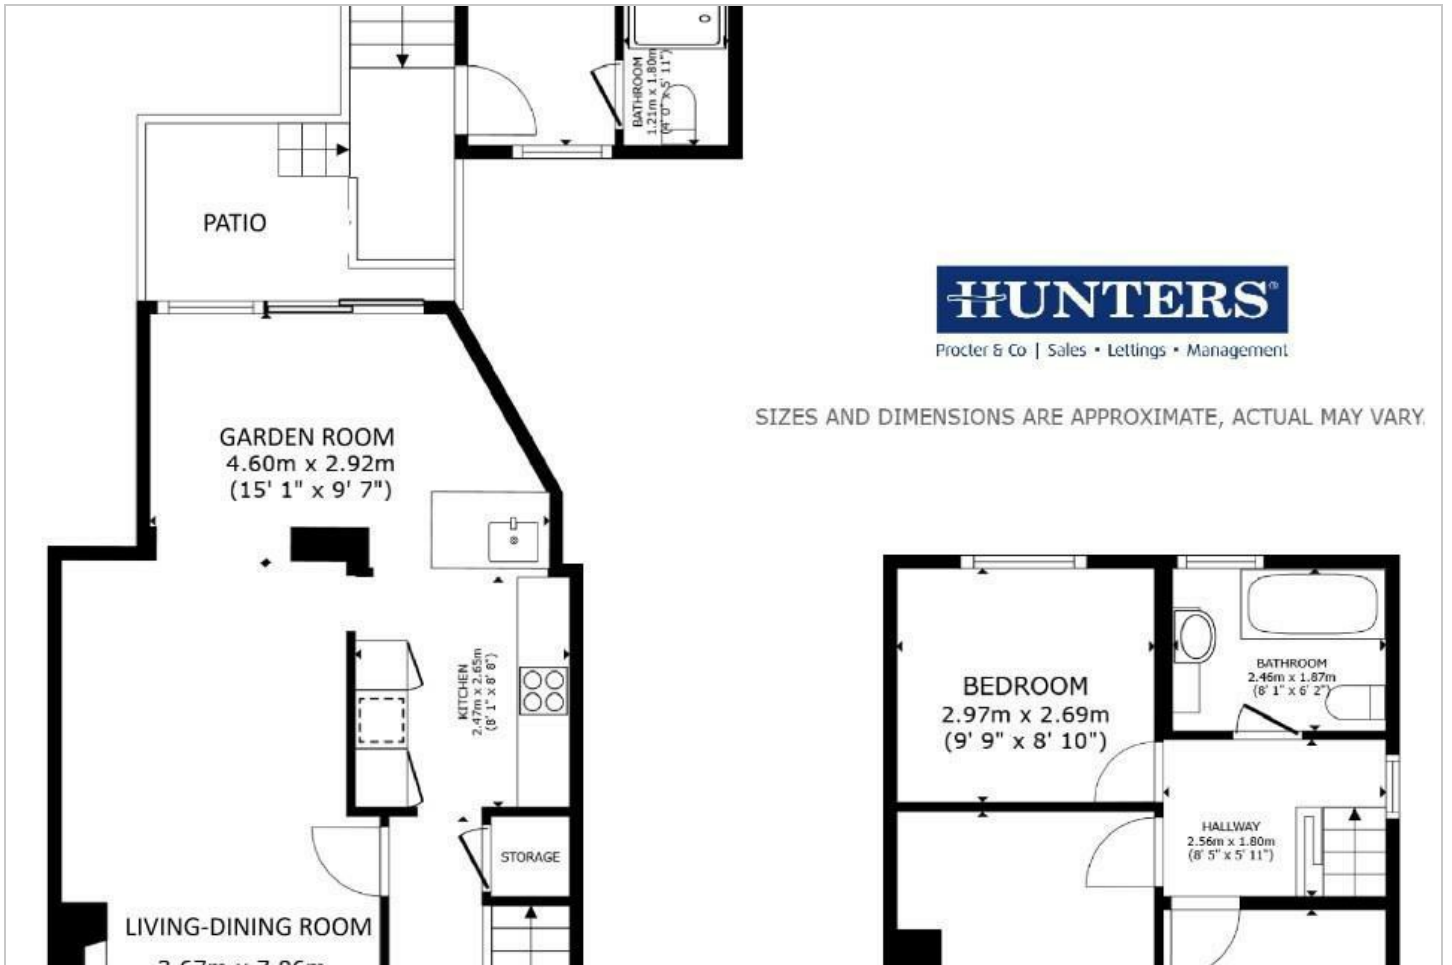 BATHROOM
1.21m x 1.80m
(4' 0" x 5' 11")
PATIO
HUNTERS®
Procter & Co | Sales • Lettings • Management
SIZES AND DIMENSIONS ARE APPROXIMATE, ACTUAL MAY VARY.
GARDEN ROOM
4.60m x 2.92m
(15' 1" x 9' 7")
KITCHEN
2.47m x 2.65m
(8' 1" x 8' 8")
BEDROOM
2.97m x 2.69m
(9' 9" x 8' 10")
BATHROOM
2.46m x 1.87m
(8' 1" x 6' 2")
HALLWAY
2.56m x 1.80m
(8' 5" x 5' 11")
STORAGE
LIVING-DINING ROOM